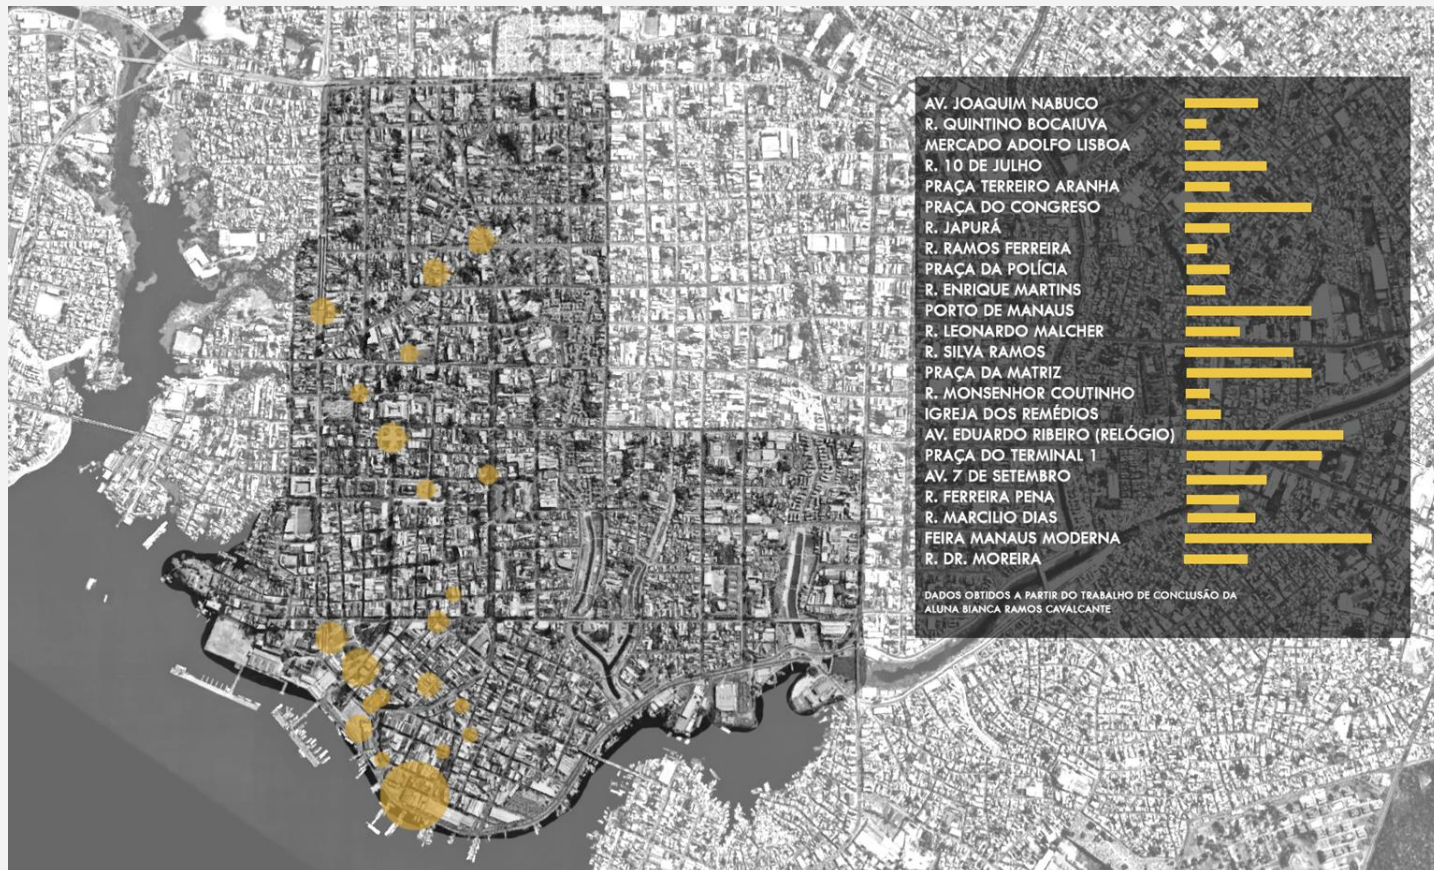 AV. JOAQUIM NABUCO
R. QUINTINO BOCAIUVA
MERCADO ADOLFO LISBOA
R. 10 DE JULHO
PRAÇA TERREIRO ARANHA
PRAÇA DO CONGRESO
R. JAPURÁ
R. RAMOS FERREIRA
PRAÇA DA POLÍCIA
R. ENRIQUE MARTINS
PORTO DE MANAUS
R. LEONARDO MALCHER
R. SILVA RAMOS
PRAÇA DA MATRIZ
R. MONSENHOR COUTINHO
IGREJA DOS REMÉDIOS
AV. EDUARDO RIBEIRO (RELÓGIO)
PRAÇA DO TERMINAL 1
AV. 7 DE SETEMBRO
R. FERREIRA PENA
R. MARCILIO DIAS
FEIRA MANAUS MODERNA
R. DR. MOREIRA
DADOS OBTIDOS A PARTIR DO TRABALHO DE CONCLUSÃO DA
ALUNA BIANCA RAMOS CAVALCANTE